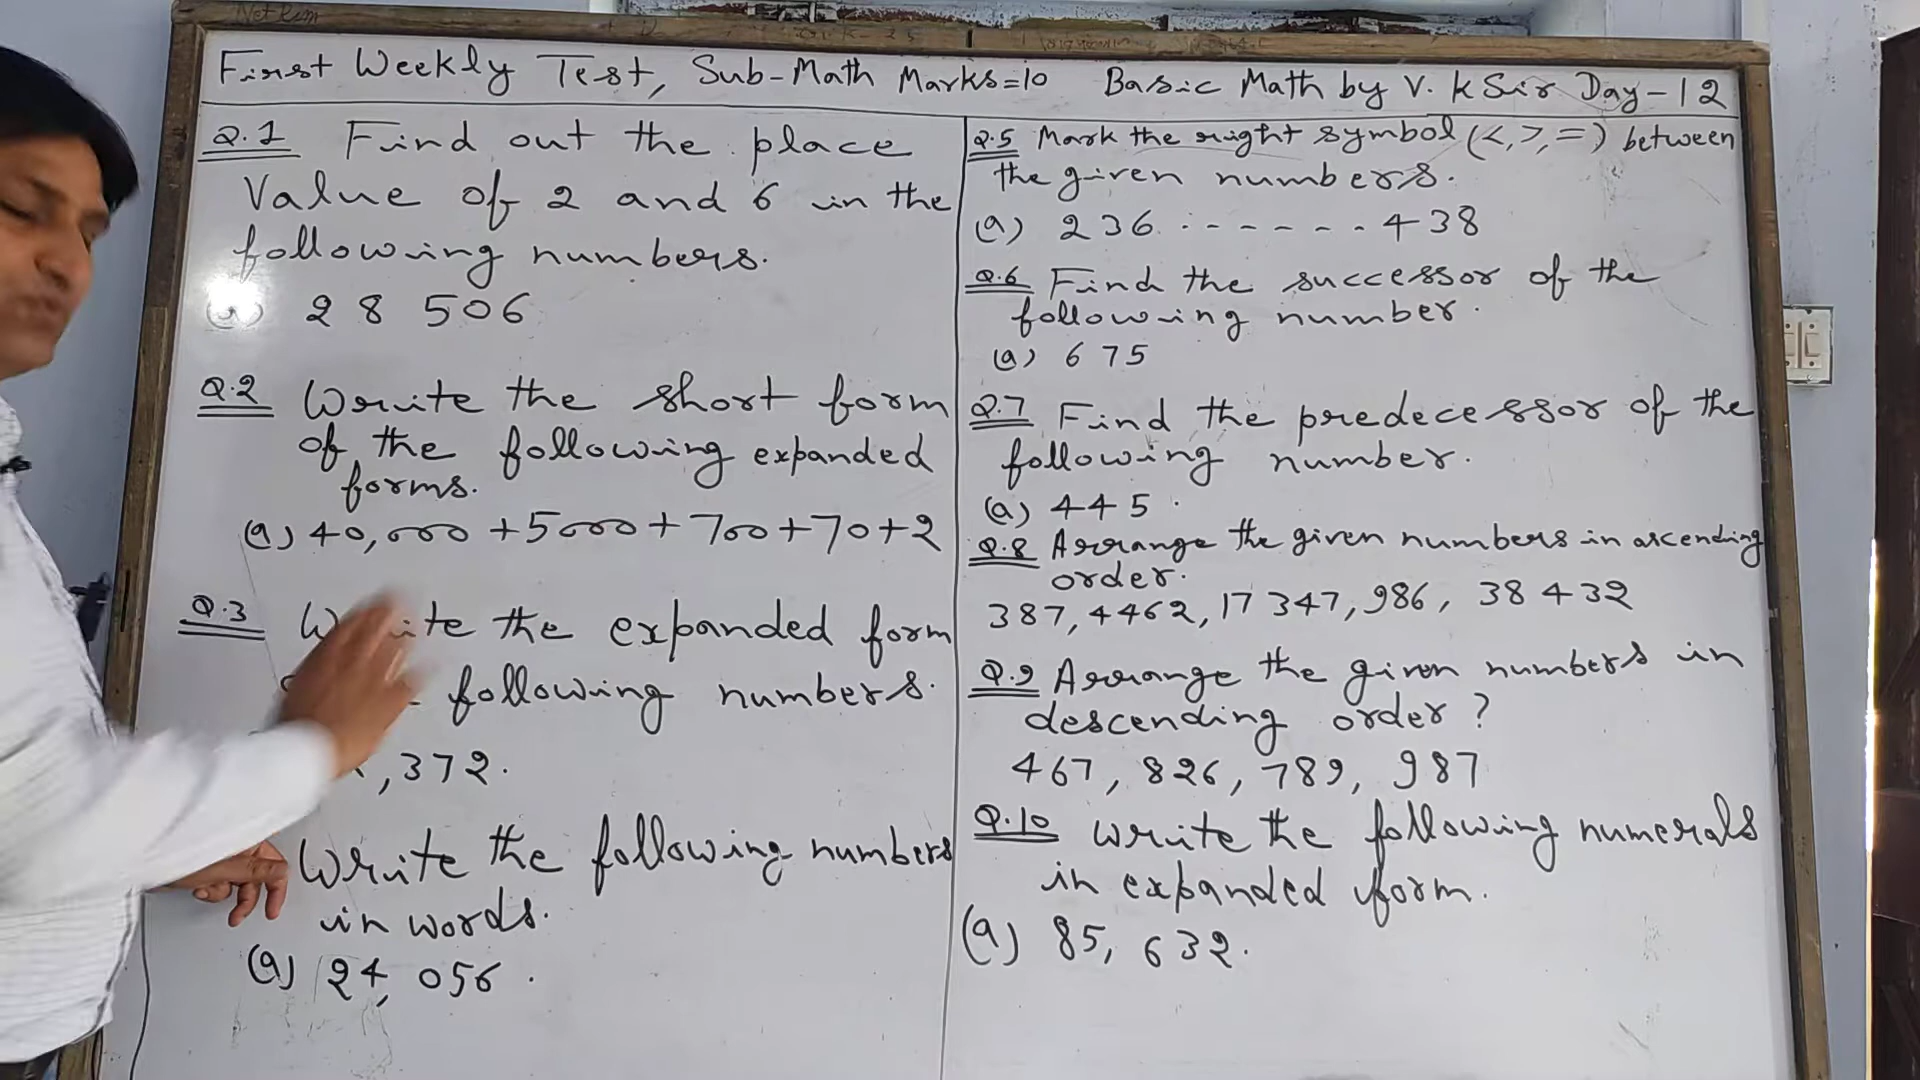 First Weekly Test, Sub-Math Marks=10 Basic Math by V. K Sir Day-12
Q.1 Find out the place
Value of 2 and 6 in the
following numbers.
(a) 28 506
Q.2 Write the short form
of the following expanded
forms.
(a) 40,000 + 5000 + 700 + 70 + 2
Q.3 Write the expanded form
following numbers.
,372.
Write the following numbers
in words.
(a) 24,056.
Q.5 Mark the right symbol (<,>,=) between
the given numbers.
(a) 236.------438
Q.6 Find the successor of the
following number.
(a) 675
Q.7 Find the predecessor of the
following number.
(a) 445.
Q.8 Arrange the given numbers in ascending
order.
387, 4462, 17347, 986, 38432
Q.9 Arrange the given numbers in
descending order?
467, 826, 789, 987
Q.10 Write the following numerals
in expanded form.
(a) 85,632.